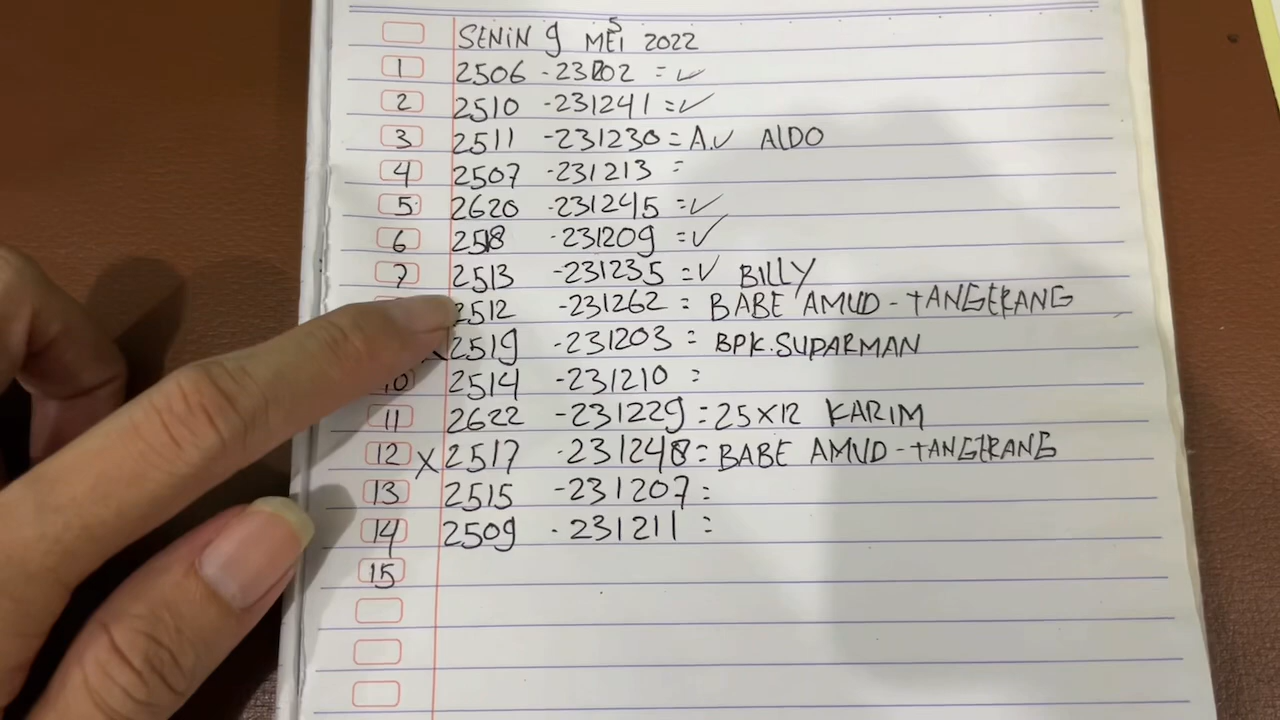 SENIN 9 MEI 2022
1 2506 - 231202 = ✓
2 2510 - 231241 = ✓
3 2511 - 231230 = A.✓ ALDO
4 2507 - 231213 =
5 2620 - 231245 = ✓
6 2518 - 231209 = ✓
7 2513 - 231235 = ✓ BILLY
2512 - 231262 = BABE AMUD - TANGERANG
X 2519 - 231203 = BPK.SUPARMAN
10 2514 - 231210 =
11 2622 - 231229 = 25 X 12 KARIM
12 X 2517 - 231248 = BABE AMUD - TANGERANG
13 2515 - 231207 =
14 2509 - 231211 =
15